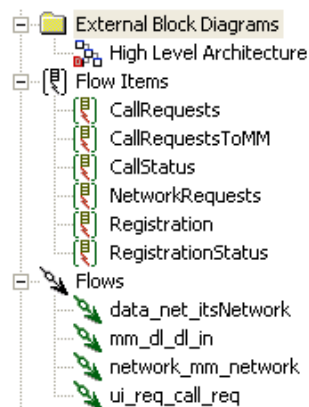 External Block Diagrams
High Level Architecture
Flow Items
CallRequests
CallRequestsToMM
CallStatus
NetworkRequests
Registration
RegistrationStatus
Flows
data_net_itsNetwork
mm_dl_dl_in
network_mm_network
ui_req_call_req